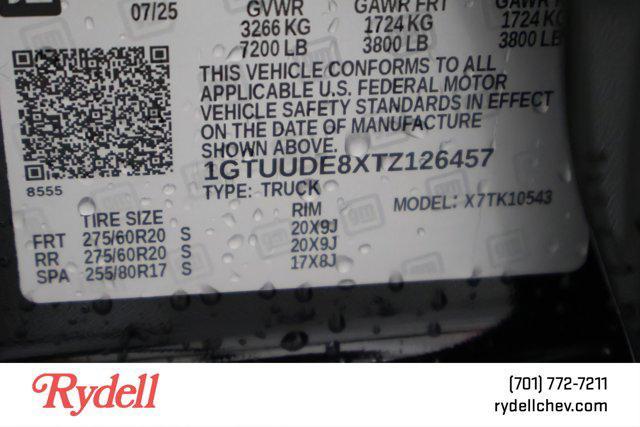 07/25 GVWR GAWR FRT GAWR RR
3266 KG 1724 KG 1724 KG
7200 LB 3800 LB 3800 LB
THIS VEHICLE CONFORMS TO ALL
APPLICABLE U.S. FEDERAL MOTOR
VEHICLE SAFETY STANDARDS IN EFFECT
ON THE DATE OF MANUFACTURE
SHOWN ABOVE.
8555
1GTUUDE8XTZ126457
TYPE: TRUCK MODEL: X7TK10543
TIRE SIZE RIM
FRT 275/60R20 S 20X9J
RR 275/60R20 S 20X9J
SPA 255/80R17 S 17X8J
Rydell
(701) 772-7211
rydellchev.com